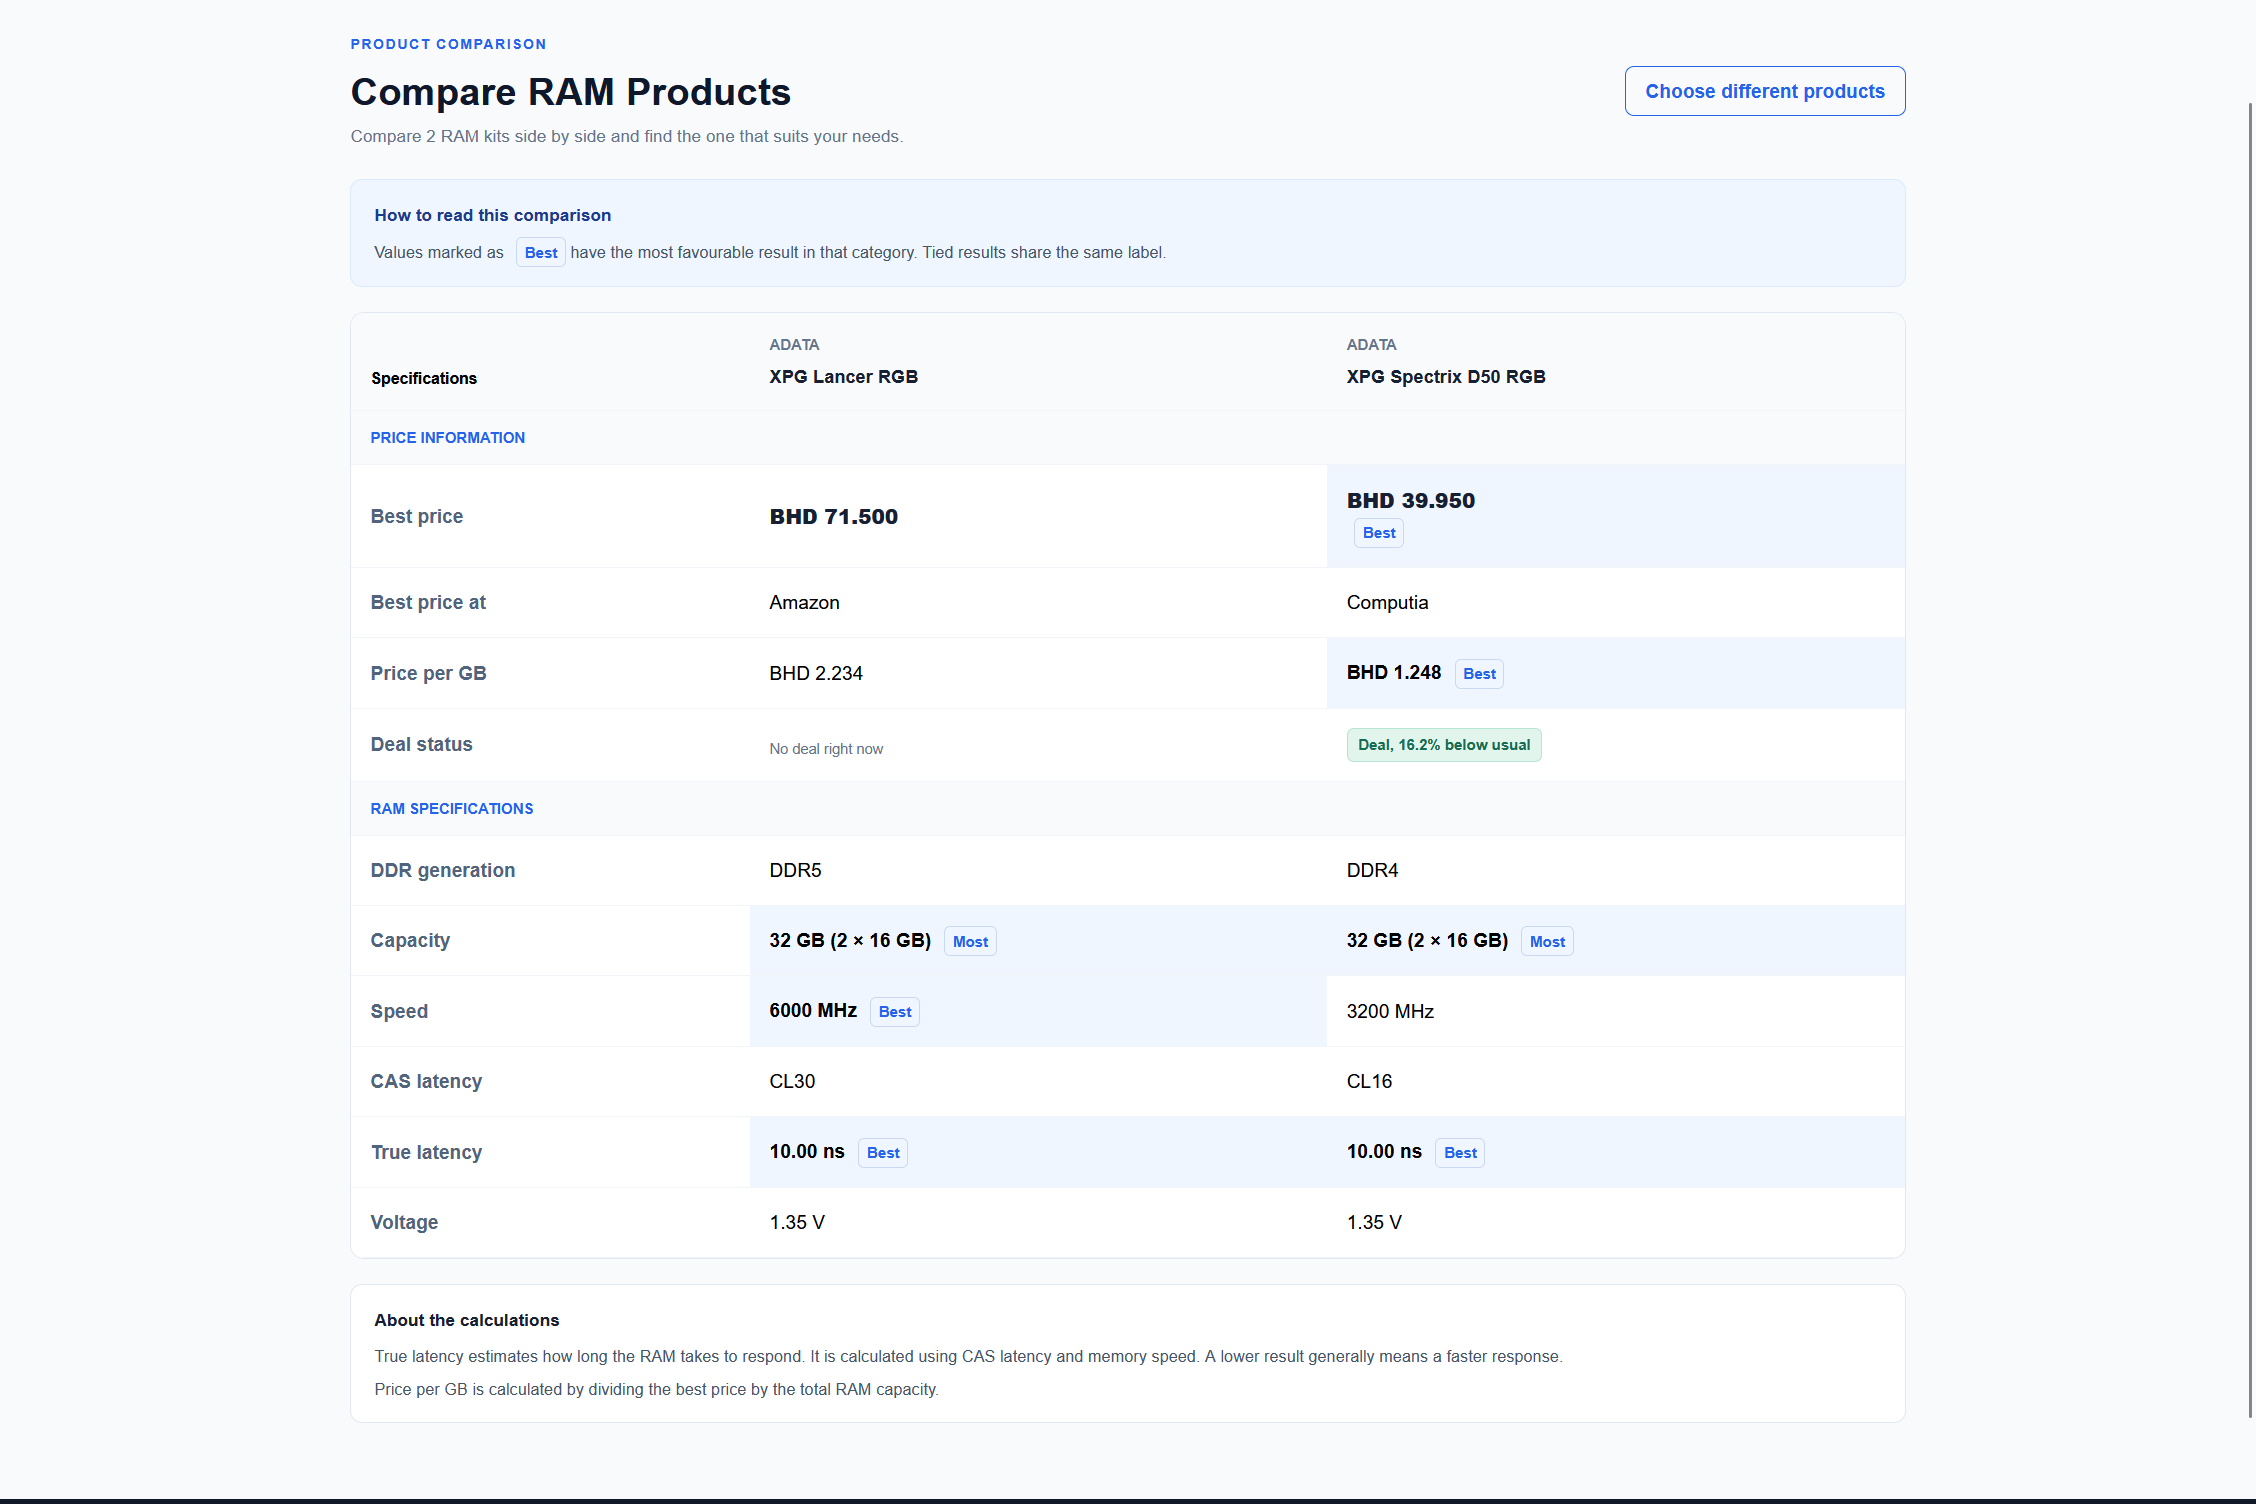 PRODUCT COMPARISON
Compare RAM Products
Choose different products
Compare 2 RAM kits side by side and find the one that suits your needs.
How to read this comparison
Values marked as Best have the most favourable result in that category. Tied results share the same label.
ADATA ADATA
Specifications XPG Lancer RGB XPG Spectrix D50 RGB
PRICE INFORMATION
Best price BHD 71.500 BHD 39.950
Best
Best price at Amazon Computia
Price per GB BHD 2.234 BHD 1.248 Best
Deal status No deal right now Deal, 16.2% below usual
RAM SPECIFICATIONS
DDR generation DDR5 DDR4
Capacity 32 GB (2 × 16 GB) Most 32 GB (2 × 16 GB) Most
Speed 6000 MHz Best 3200 MHz
CAS latency CL30 CL16
True latency 10.00 ns Best 10.00 ns Best
Voltage 1.35 V 1.35 V
About the calculations
True latency estimates how long the RAM takes to respond. It is calculated using CAS latency and memory speed. A lower result generally means a faster response.
Price per GB is calculated by dividing the best price by the total RAM capacity.